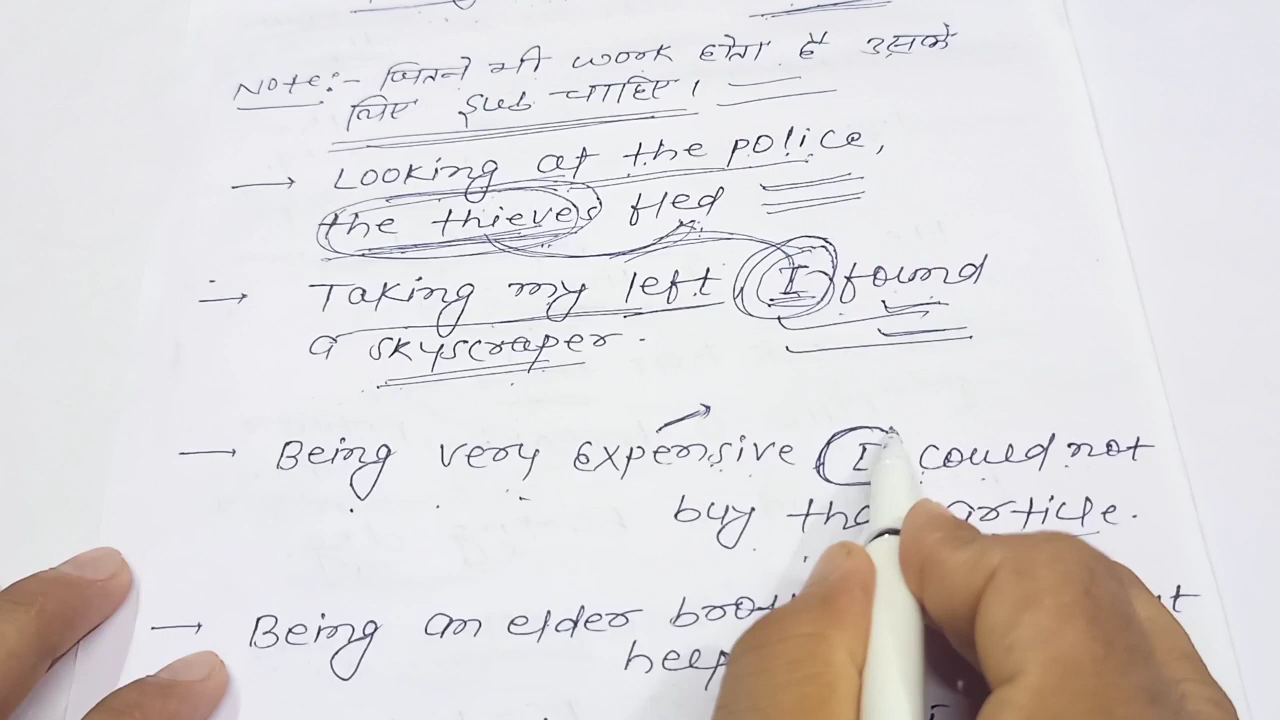 Note:- जितने भी work होता है उसके
लिए sub चाहिए।
→ Looking at the police,
the thieves fled
→ Taking my left I found
a skyscraper.
→ Being very expensive I could not
buy the article.
→ Being an elder